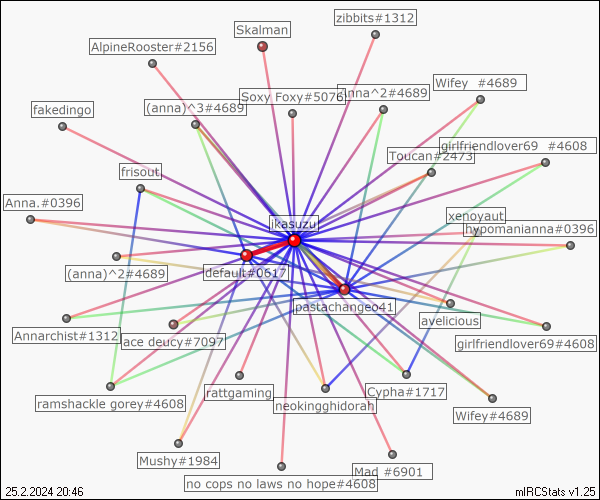 zibbits#1312
Skalman
AlpineRooster#2156
Wifey #4689
Soxy Foxy#5076
anna^2#4689
fakedingo
(anna)^3#4689
girlfriendlover69 #4608
Toucan#2473
frisout
Anna.#0396
xenoyaut
ikasuzu
hypomanianna#0396
(anna)^2#4689
default#0617
pastachangeo41
avelicious
Annarchist#1312
ace deucy#7097
girlfriendlover69#4608
rattgaming
Cypha#1717
ramshackle gorey#4608
neokingghidorah
Wifey#4689
Mushy#1984
Mad #6901
no cops no laws no hope#4608
25.2.2024 20:46
mIRCStats v1.25